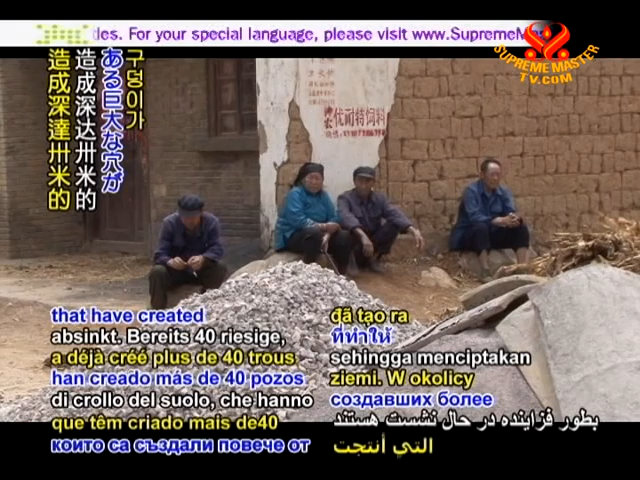 des. For your special language, please visit www.SupremeM
SUPREME MASTER
TV.COM
구덩이가
ある巨大な穴が
造成深达卅米的
造成深達卅米的
优耐特饲料
that have created
absinkt. Bereits 40 riesige,
a déjà créé plus de 40 trous
han creado más de 40 pozos
di crollo del suolo, che hanno
que têm criado mais de40
които са създали повече от
đã tạo ra
ที่ทำให้
sehingga menciptakan
ziemi. W okolicy
создавших более
بطور فزاینده در حال نشست هستند
التي أنتجت